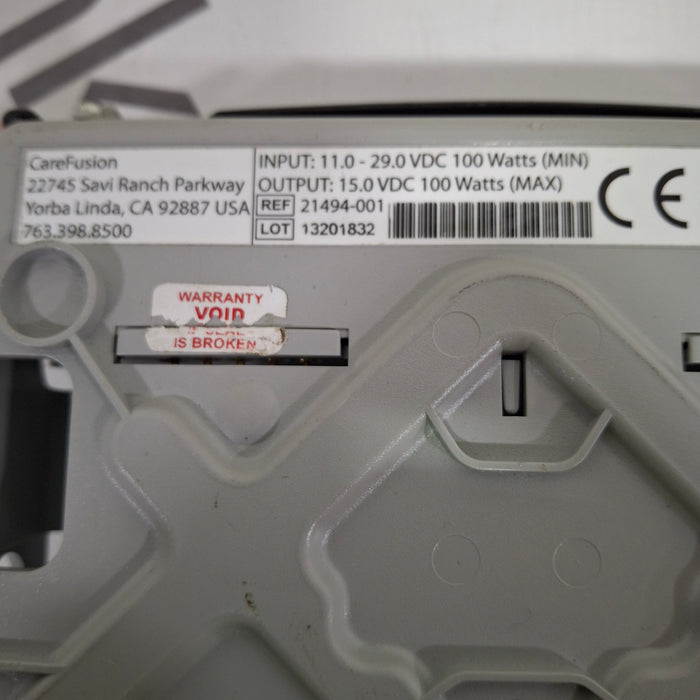 CareFusion
22745 Savi Ranch Parkway
Yorba Linda, CA 92887 USA
763.398.8500
INPUT: 11.0 - 29.0 VDC 100 Watts (MIN)
OUTPUT: 15.0 VDC 100 Watts (MAX)
REF 21494-001
LOT 13201832
CE
WARRANTY
VOID
IF SEAL
IS BROKEN